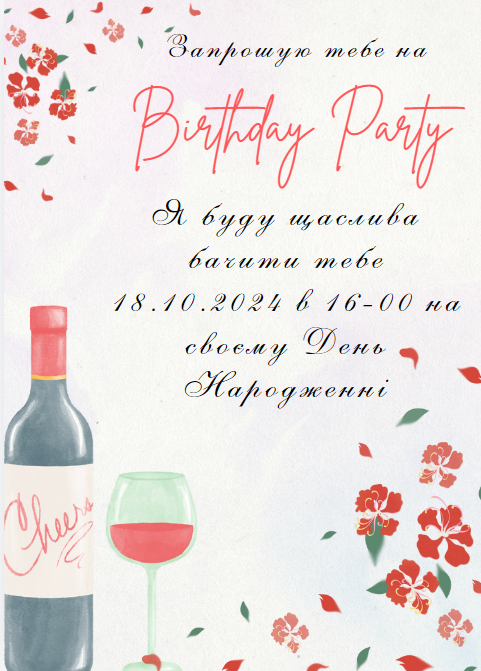 Запрошую тебе на
Birthday Party
Я буду щаслива
бачити тебе
18.10.2024 в 16-00 на
своєму День
Народженні
Cheers